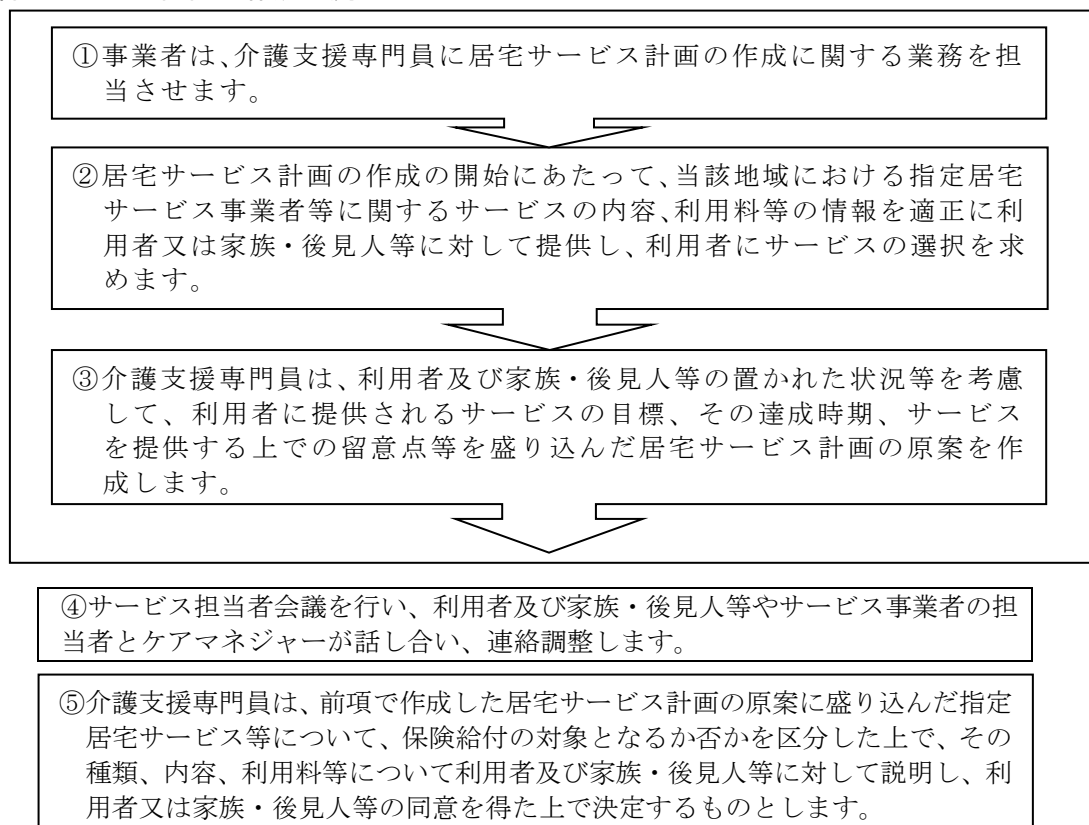 ①事業者は、介護支援専門員に居宅サービス計画の作成に関する業務を担
当させます。
②居宅サービス計画の作成の開始にあたって、当該地域における指定居宅
サービス事業者等に関するサービスの内容、利用料等の情報を適正に利
用者又は家族・後見人等に対して提供し、利用者にサービスの選択を求
めます。
③介護支援専門員は、利用者及び家族・後見人等の置かれた状況等を考慮
して、利用者に提供されるサービスの目標、その達成時期、サービス
を提供する上での留意点等を盛り込んだ居宅サービス計画の原案を作
成します。
④サービス担当者会議を行い、利用者及び家族・後見人等やサービス事業者の担
当者とケアマネジャーが話し合い、連絡調整します。
⑤介護支援専門員は、前項で作成した居宅サービス計画の原案に盛り込んだ指定
居宅サービス等について、保険給付の対象となるか否かを区分した上で、その
種類、内容、利用料等について利用者及び家族・後見人等に対して説明し、利
用者又は家族・後見人等の同意を得た上で決定するものとします。